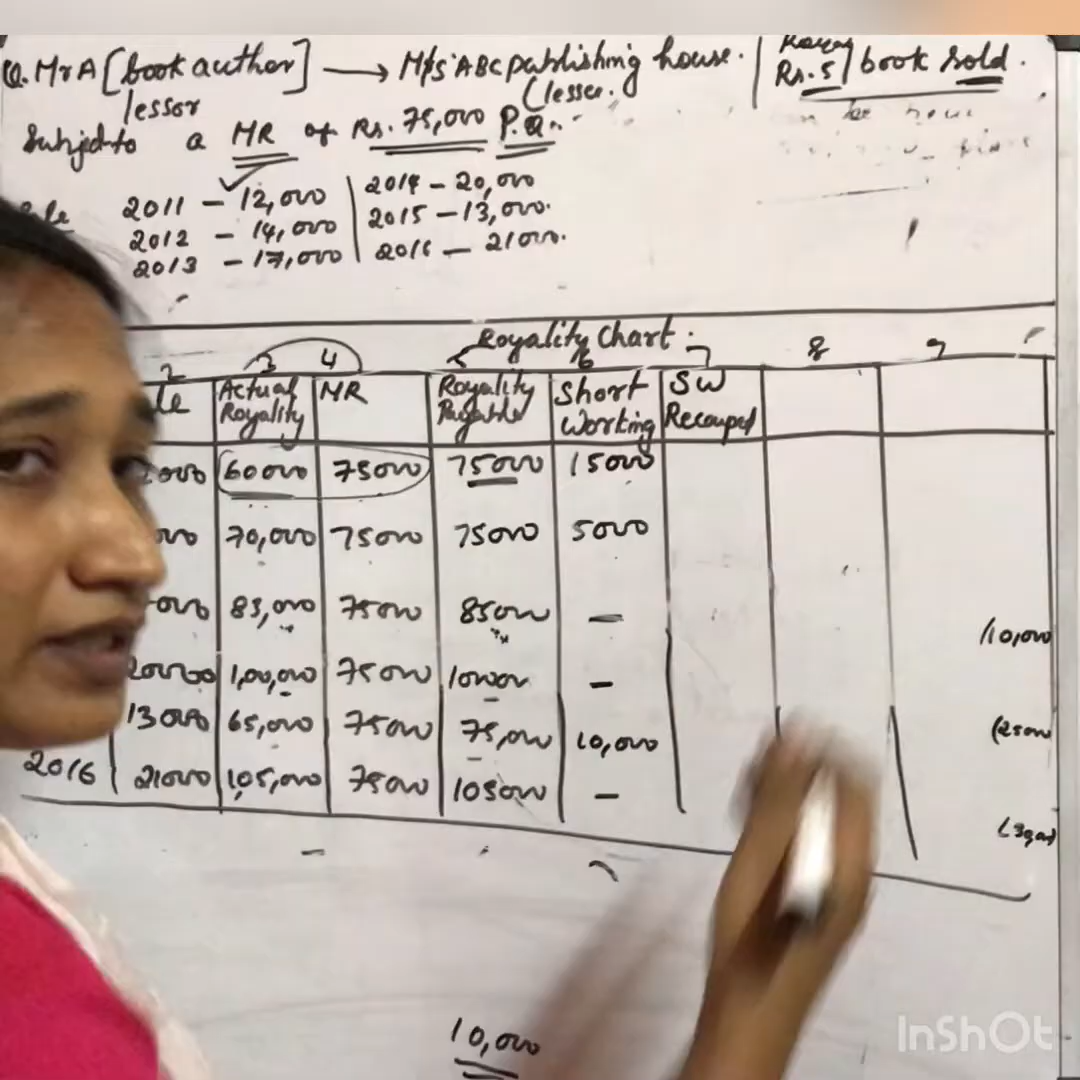 Q. Mr A [book author] → M/s ABC publishing house.
lessor
(lessee.
Rs.5/book sold.
Subject to a MR of Rs. 75,000 P.a..
2011 - 12,000
2012 - 14,000
2013 - 17,000
2014 - 20,000
2015 - 13,000.
2016 - 21000.
Royality Chart.
2 3 4 5 6 7 8 9
Actual Royality MR Royality Payable Short Working SW Recouped
60000 75000 75000 15000
70,000 75000 75000 5000
85,000 75000 85000 -
20000 1,00,000 75000 100000 -
13000 65,000 75000 75,000 10,000
2016 21000 105,000 75000 105000 -
(10,000
(25000
10,000
InShOt